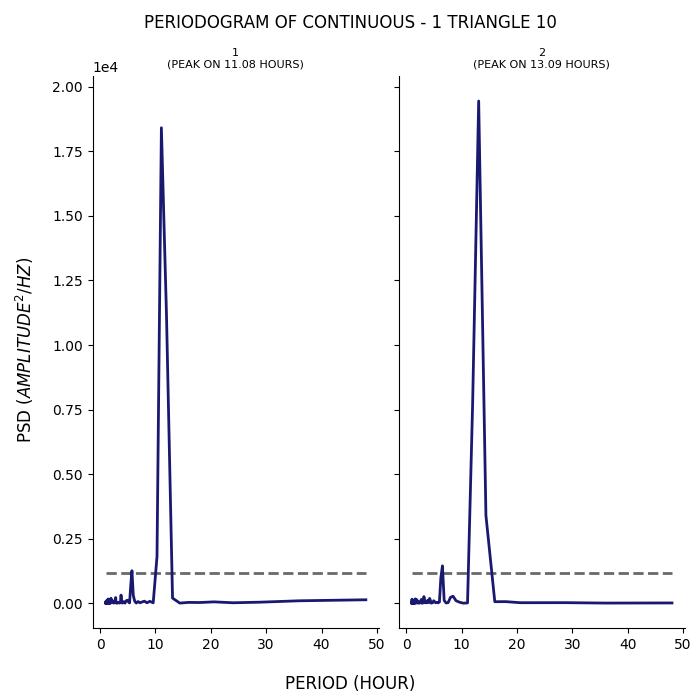 PERIODOGRAM OF CONTINUOUS - 1 TRIANGLE 10
1
(PEAK ON 11.08 HOURS)
2
(PEAK ON 13.09 HOURS)
1e4
2.00
1.75
1.50
1.25
1.00
0.75
0.50
0.25
0.00
PSD (AMPLITUDE²/HZ)
0 10 20 30 40 50
0 10 20 30 40 50
PERIOD (HOUR)